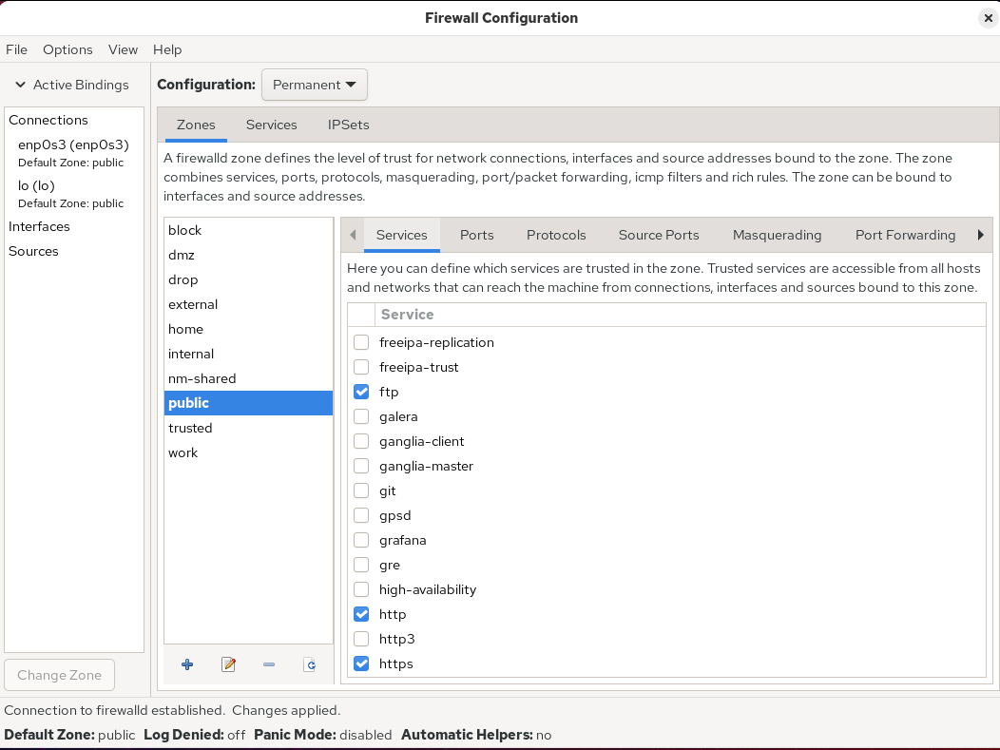 Firewall Configuration
File Options View Help
Active Bindings
Connections
enp0s3 (enp0s3)
Default Zone: public
lo (lo)
Default Zone: public
Interfaces
Sources
Change Zone
Configuration: Permanent
Zones Services IPSets
A firewalld zone defines the level of trust for network connections, interfaces and source addresses bound to the zone. The zone
combines services, ports, protocols, masquerading, port/packet forwarding, icmp filters and rich rules. The zone can be bound to
interfaces and source addresses.
block
dmz
drop
external
home
internal
nm-shared
public
trusted
work
Services Ports Protocols Source Ports Masquerading Port Forwarding
Here you can define which services are trusted in the zone. Trusted services are accessible from all hosts
and networks that can reach the machine from connections, interfaces and sources bound to this zone.
Service
freeipa-replication
freeipa-trust
ftp
galera
ganglia-client
ganglia-master
git
gpsd
grafana
gre
high-availability
http
http3
https
Connection to firewalld established. Changes applied.
Default Zone: public Log Denied: off Panic Mode: disabled Automatic Helpers: no